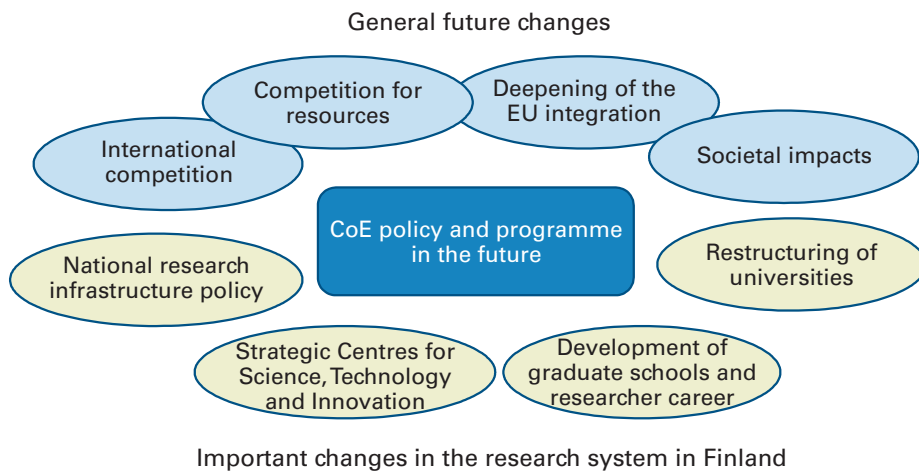 General future changes
Competition for
resources
Deepening of the
EU integration
International
competition
Societal impacts
CoE policy and programme
in the future
National research
infrastructure policy
Restructuring of
universities
Strategic Centres for
Science, Technology
and Innovation
Development of
graduate schools and
researcher career
Important changes in the research system in Finland